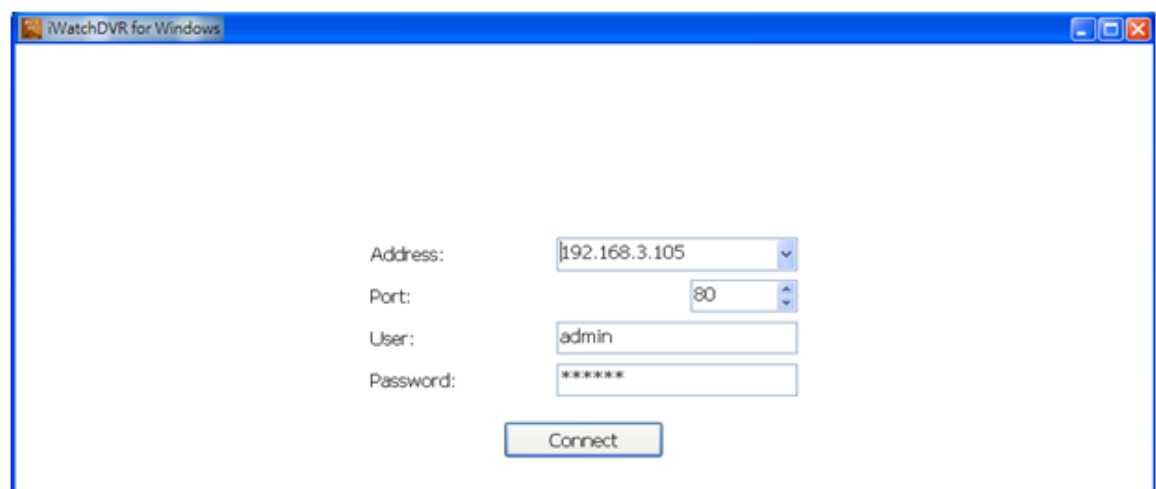 iWatchDVR for Windows
Address: 192.168.3.105
Port: 80
User: admin
Password: ******
Connect